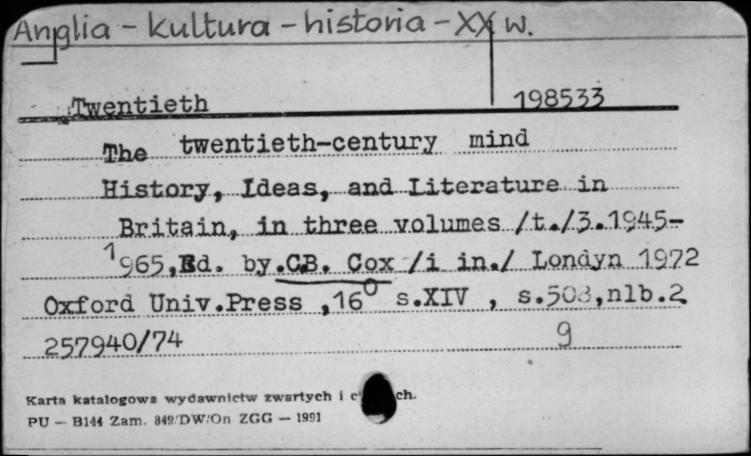 Anglia - kultura - historia - XX w.
Twentieth 198533
The twentieth-century mind
History, Ideas, and Literature in
Britain, in three volumes /t./3.1945-
1965,Ed. by.CB. Cox /i in./ Londyn 1972
Oxford Univ.Press ,16° s.XIV , s.508,nlb.2
257940/74 9
Karta katalogowa wydawnictw zwartych i ch.
PU — B144 Zam. 849/DW/On ZGG — 1991